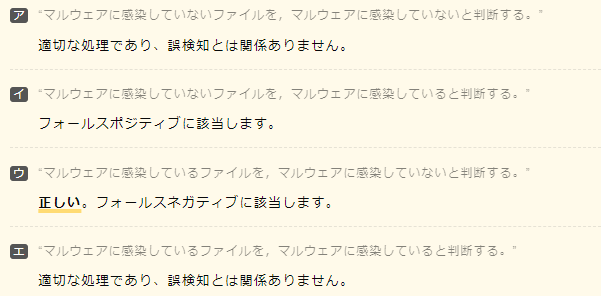 ア “マルウェアに感染していないファイルを，マルウェアに感染していないと判断する。”
適切な処理であり、誤検知とは関係ありません。
イ “マルウェアに感染していないファイルを，マルウェアに感染していると判断する。”
フォールスポジティブに該当します。
ウ “マルウェアに感染しているファイルを，マルウェアに感染していないと判断する。”
正しい。フォールスネガティブに該当します。
エ “マルウェアに感染しているファイルを，マルウェアに感染していると判断する。”
適切な処理であり、誤検知とは関係ありません。